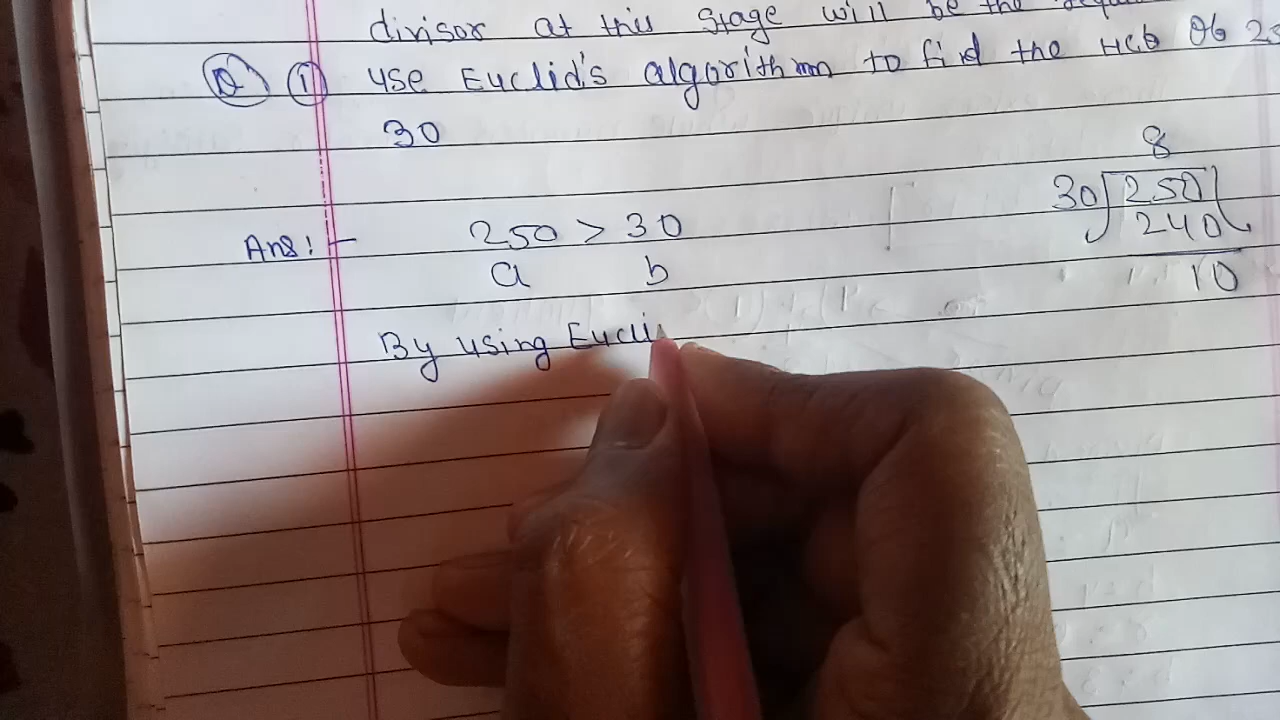 divisor at this stage will be the
Q 1 use Euclid's algorithm to find the HCf Of 25
30
8
30 250
Ans:- 250 > 30
240
a b
10
By using Eucli